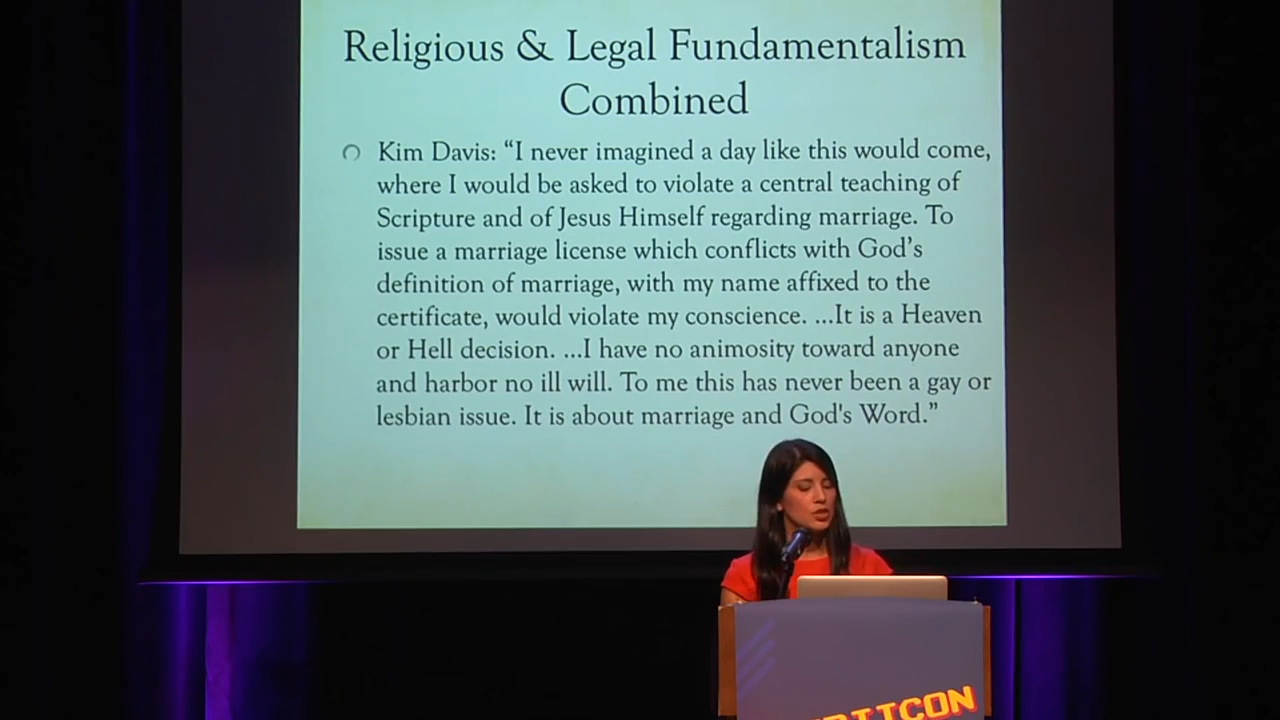 Religious & Legal Fundamentalism
Combined
Kim Davis: “I never imagined a day like this would come,
where I would be asked to violate a central teaching of
Scripture and of Jesus Himself regarding marriage. To
issue a marriage license which conflicts with God’s
definition of marriage, with my name affixed to the
certificate, would violate my conscience. ...It is a Heaven
or Hell decision. ...I have no animosity toward anyone
and harbor no ill will. To me this has never been a gay or
lesbian issue. It is about marriage and God's Word.”